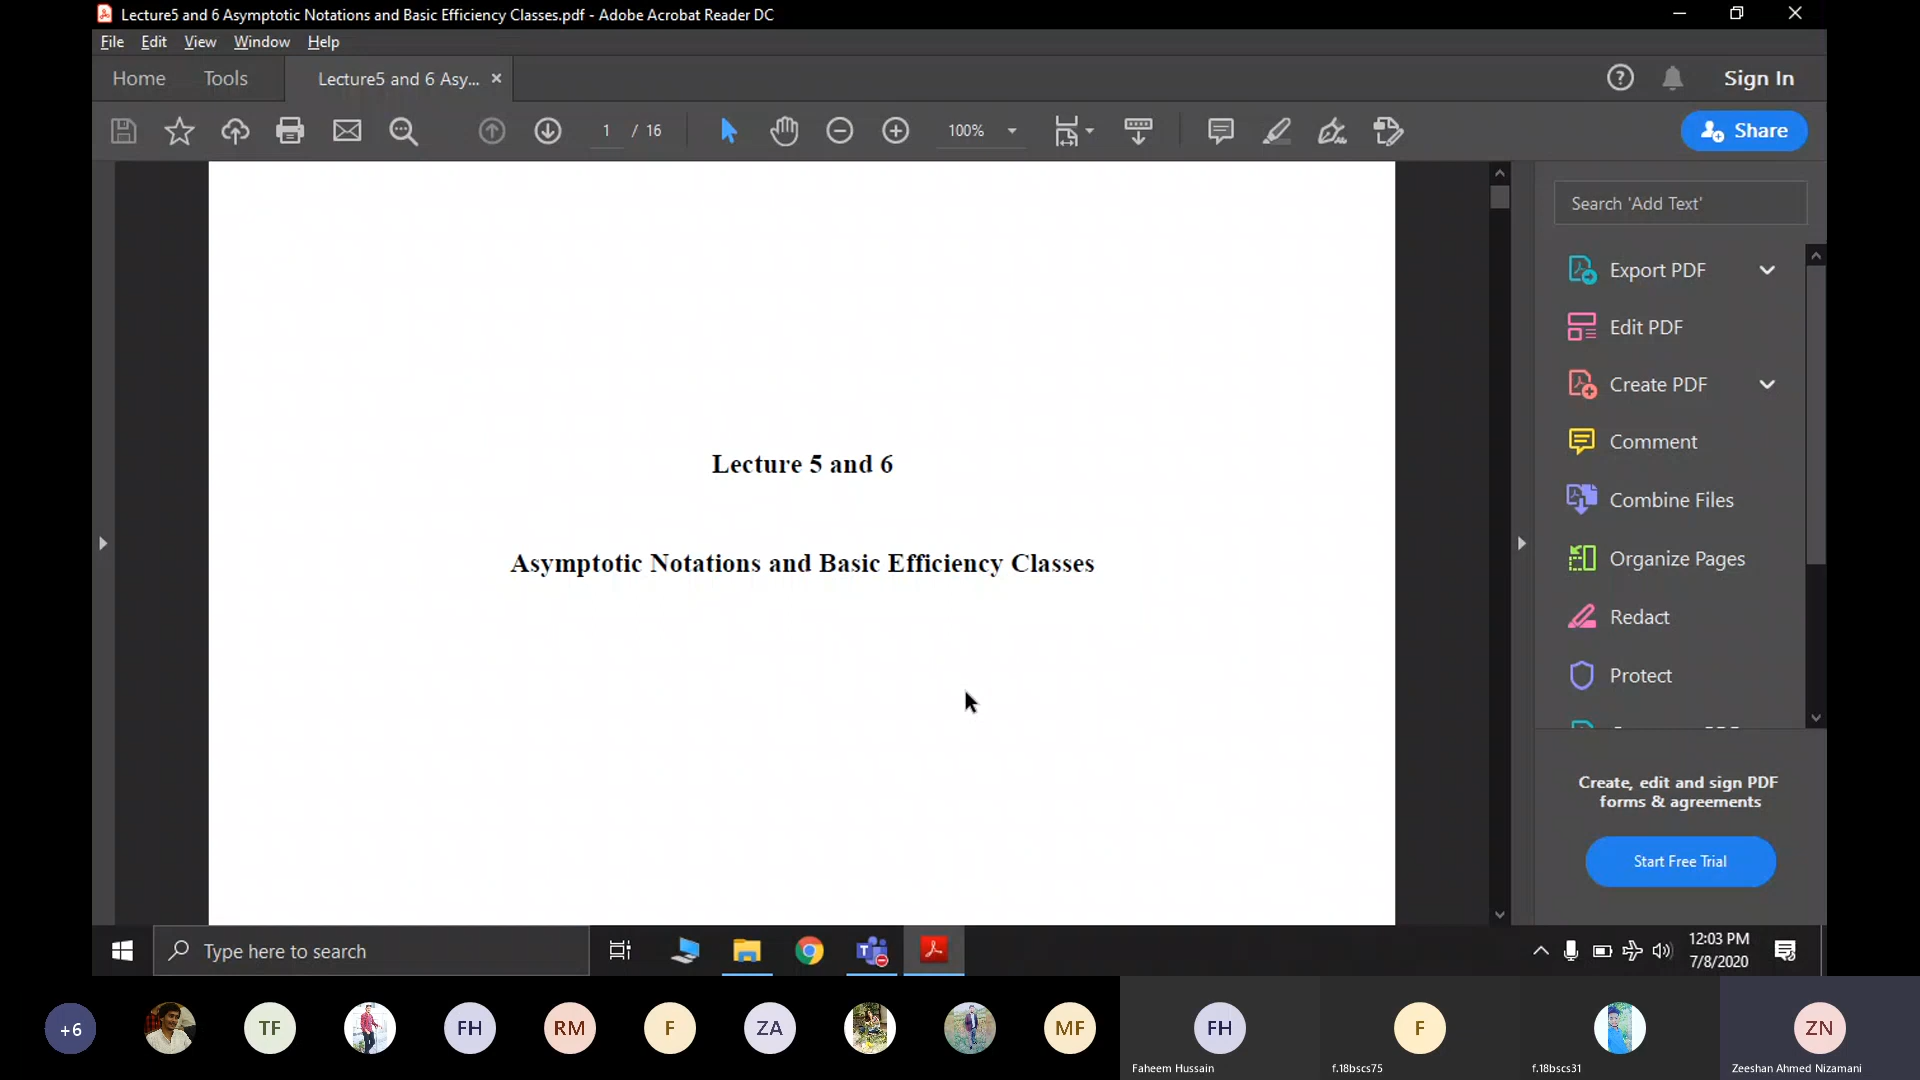 Lecture5 and 6 Asymptotic Notations and Basic Efficiency Classes.pdf - Adobe Acrobat Reader DC
File Edit View Window Help
Home Tools Lecture5 and 6 Asy... × Sign In
1 / 16 100% Share
Search 'Add Text'
Export PDF
Edit PDF
Create PDF
Comment
Combine Files
Organize Pages
Redact
Protect
Lecture 5 and 6
Asymptotic Notations and Basic Efficiency Classes
Create, edit and sign PDF
forms & agreements
Start Free Trial
Type here to search
12:03 PM
7/8/2020
+6 TF FH RM F ZA MF FH F ZN
Faheem Hussain f.18bscs75 f.18bscs31 Zeeshan Ahmed Nizamani